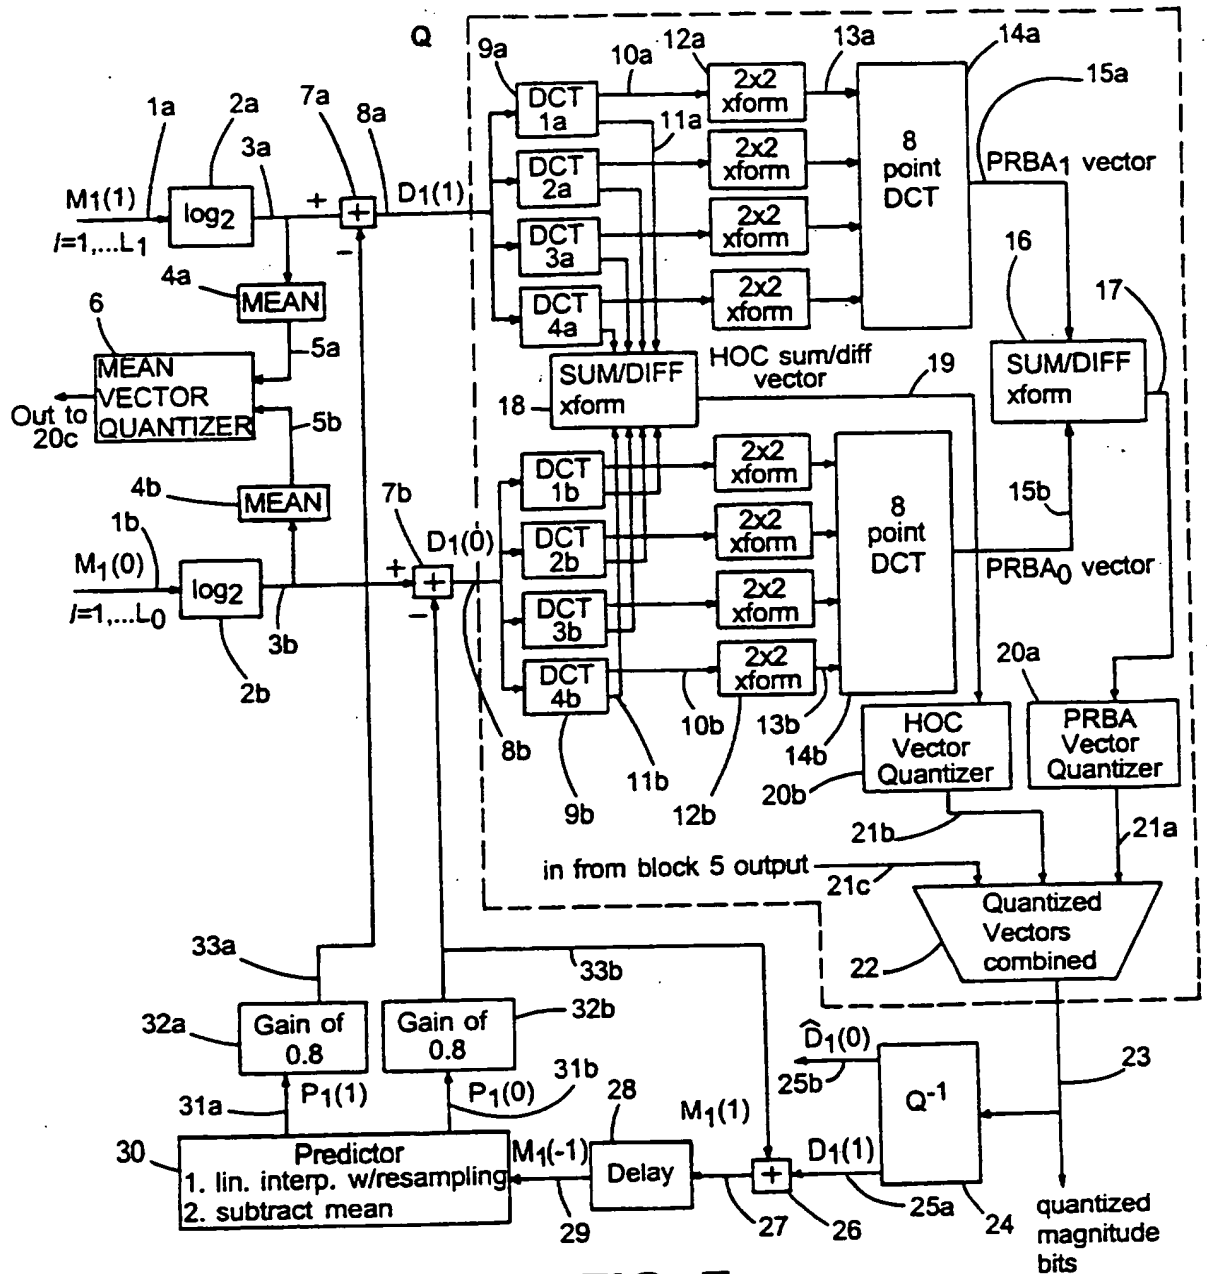 Q
9a
10a
12a
13a
14a
15a
7a
8a
1a
2a
3a
DCT
1a
2x2
xform
11a
DCT
2a
2x2
xform
8
point
DCT
PRBA1 vector
M1(1)
log2
+
+
D1(1)
l=1,...L1
−
DCT
3a
2x2
xform
16
17
4a
MEAN
DCT
4a
2x2
xform
6
5a
MEAN
VECTOR
QUANTIZER
Out to
20c
5b
SUM/DIFF
xform
18
HOC sum/diff
vector
19
SUM/DIFF
xform
4b
MEAN
7b
DCT
1b
2x2
xform
8
point
DCT
15b
1b
M1(0)
log2
l=1,...L0
3b
2b
+
+
−
D1(0)
DCT
2b
2x2
xform
PRBA0 vector
DCT
3b
2x2
xform
DCT
4b
2x2
xform
20a
8b
9b
11b
10b
12b
13b
14b
HOC
Vector
Quantizer
20b
PRBA
Vector
Quantizer
21b
21a
in from block 5 output
21c
Quantized
Vectors
combined
22
33a
33b
32a
Gain of
0.8
Gain of
0.8
32b
D̂1(0)
25b
Q-1
23
31a
P1(1)
P1(0)
31b
28
M1(1)
30
Predictor
1. lin. interp. w/resampling
2. subtract mean
M1(-1)
29
Delay
27
+
26
D1(1)
25a
24
quantized
magnitude
bits